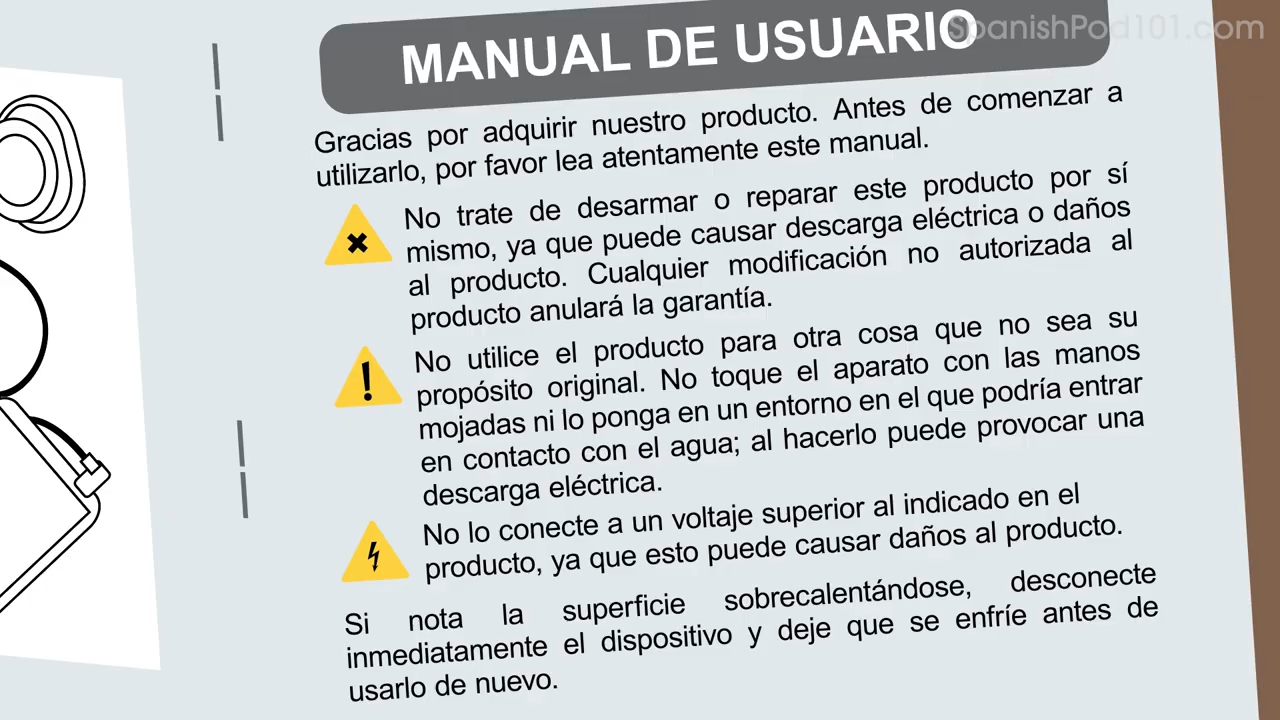 SpanishPod101.com
MANUAL DE USUARIO
Gracias por adquirir nuestro producto. Antes de comenzar a
utilizarlo, por favor lea atentamente este manual.
No trate de desarmar o reparar este producto por sí
mismo, ya que puede causar descarga eléctrica o daños
al producto. Cualquier modificación no autorizada al
producto anulará la garantía.
No utilice el producto para otra cosa que no sea su
propósito original. No toque el aparato con las manos
mojadas ni lo ponga en un entorno en el que podría entrar
en contacto con el agua; al hacerlo puede provocar una
descarga eléctrica.
No lo conecte a un voltaje superior al indicado en el
producto, ya que esto puede causar daños al producto.
Si nota la superficie sobrecalentándose, desconecte
inmediatamente el dispositivo y deje que se enfríe antes de
usarlo de nuevo.